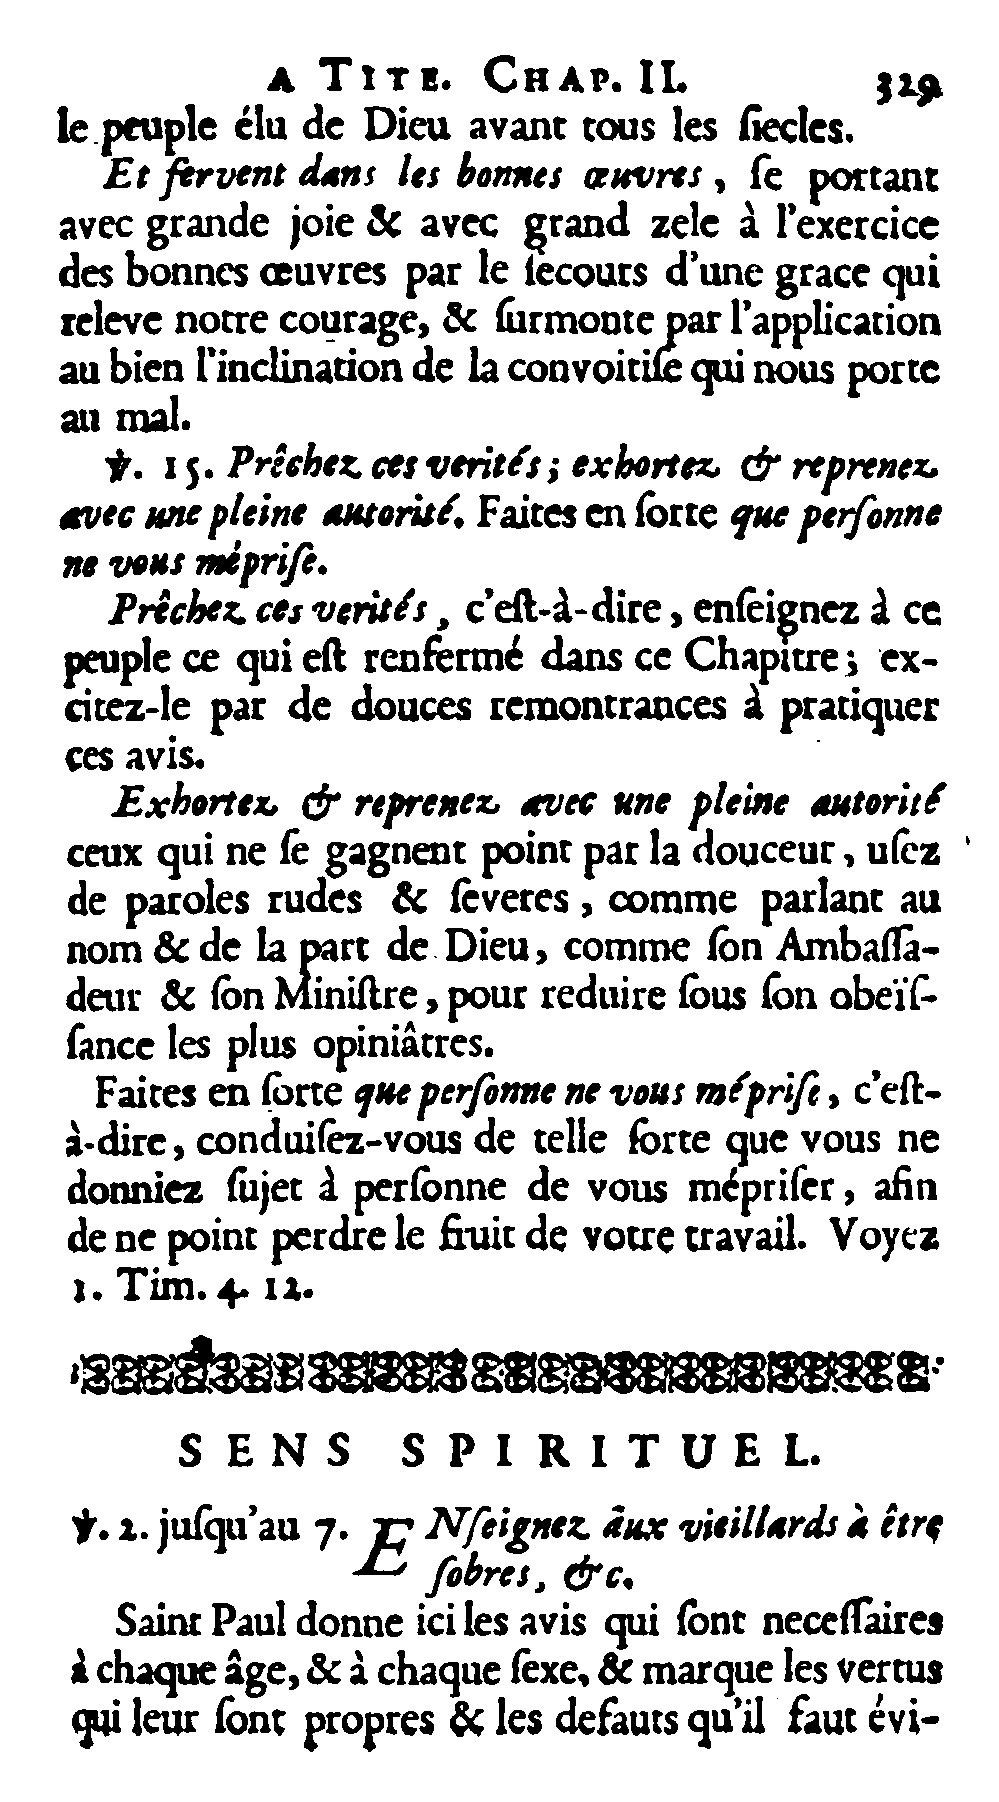 A TITE. CHAP. II. 329
le peuple élu de Dieu avant tous les ſiecles.
Et fervent dans les bonnes œuvres, ſe portant
avec grande joie & avec grand zele à l'exercice
des bonnes œuvres par le ſecours d'une grace qui
releve notre courage, & ſurmonte par l'application
au bien l'inclination de la convoitiſe qui nous porte
au mal.
℣. 15. Prêchez ces verités; exhortez & reprenez
avec une pleine autorité. Faites en ſorte que perſonne
ne vous mépriſe.
Prêchez ces verités, c'eſt-à-dire, enſeignez à ce
peuple ce qui eſt renfermé dans ce Chapitre; ex-
citez-le par de douces remontrances à pratiquer
ces avis.
Exhortez & reprenez avec une pleine autorité
ceux qui ne ſe gagnent point par la douceur, uſez
de paroles rudes & ſeveres, comme parlant au
nom & de la part de Dieu, comme ſon Ambaſſa-
deur & ſon Miniſtre, pour reduire ſous ſon obeïſ-
ſance les plus opiniâtres.
Faites en ſorte que perſonne ne vous mépriſe, c'eſt-
à-dire, conduiſez-vous de telle ſorte que vous ne
donniez ſujet à perſonne de vous mépriſer, afin
de ne point perdre le fruit de votre travail. Voyez
1. Tim. 4. 12.
SENS SPIRITUEL.
℣. 2. juſqu'au 7. ENſeignez aux vieillards à être
ſobres, &c.
Saint Paul donne ici les avis qui ſont neceſſaires
à chaque âge, & à chaque ſexe, & marque les vertus
qui leur ſont propres & les defauts qu'il faut évi-